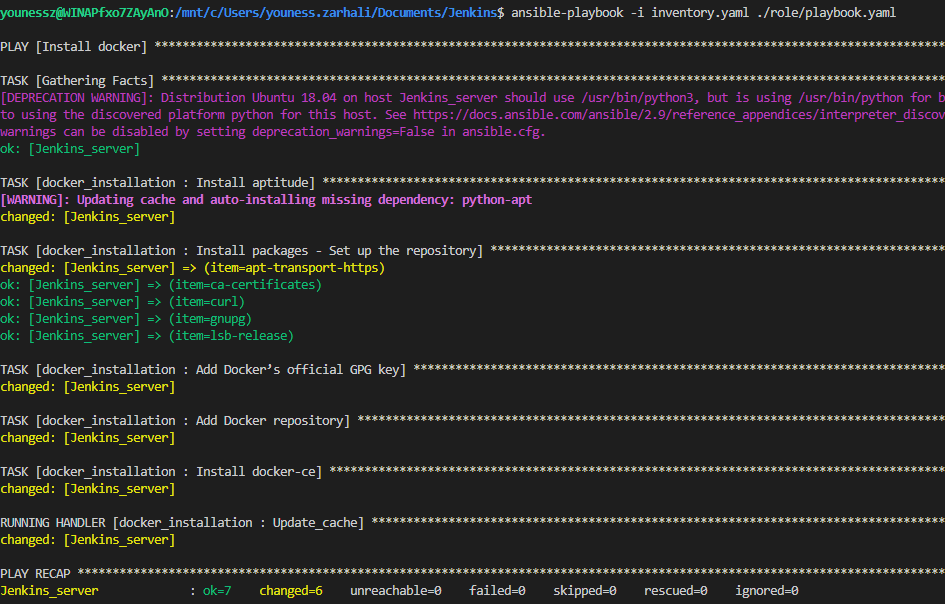 younessz@WINAPfxo7ZAyAnO:/mnt/c/Users/youness.zarhali/Documents/Jenkins$ ansible-playbook -i inventory.yaml ./role/playbook.yaml
PLAY [Install docker] ****************************************************************************************************************
TASK [Gathering Facts] ***************************************************************************************************************
[DEPRECATION WARNING]: Distribution Ubuntu 18.04 on host Jenkins_server should use /usr/bin/python3, but is using /usr/bin/python for b
to using the discovered platform python for this host. See https://docs.ansible.com/ansible/2.9/reference_appendices/interpreter_discov
warnings can be disabled by setting deprecation_warnings=False in ansible.cfg.
ok: [Jenkins_server]
TASK [docker_installation : Install aptitude] ****************************************************************************************
[WARNING]: Updating cache and auto-installing missing dependency: python-apt
changed: [Jenkins_server]
TASK [docker_installation : Install packages - Set up the repository] ****************************************************************
changed: [Jenkins_server] => (item=apt-transport-https)
ok: [Jenkins_server] => (item=ca-certificates)
ok: [Jenkins_server] => (item=curl)
ok: [Jenkins_server] => (item=gnupg)
ok: [Jenkins_server] => (item=lsb-release)
TASK [docker_installation : Add Docker’s official GPG key] ***************************************************************************
changed: [Jenkins_server]
TASK [docker_installation : Add Docker repository] ***********************************************************************************
changed: [Jenkins_server]
TASK [docker_installation : Install docker-ce] ***************************************************************************************
changed: [Jenkins_server]
RUNNING HANDLER [docker_installation : Update_cache] *********************************************************************************
changed: [Jenkins_server]
PLAY RECAP ***************************************************************************************************************************
Jenkins_server : ok=7 changed=6 unreachable=0 failed=0 skipped=0 rescued=0 ignored=0